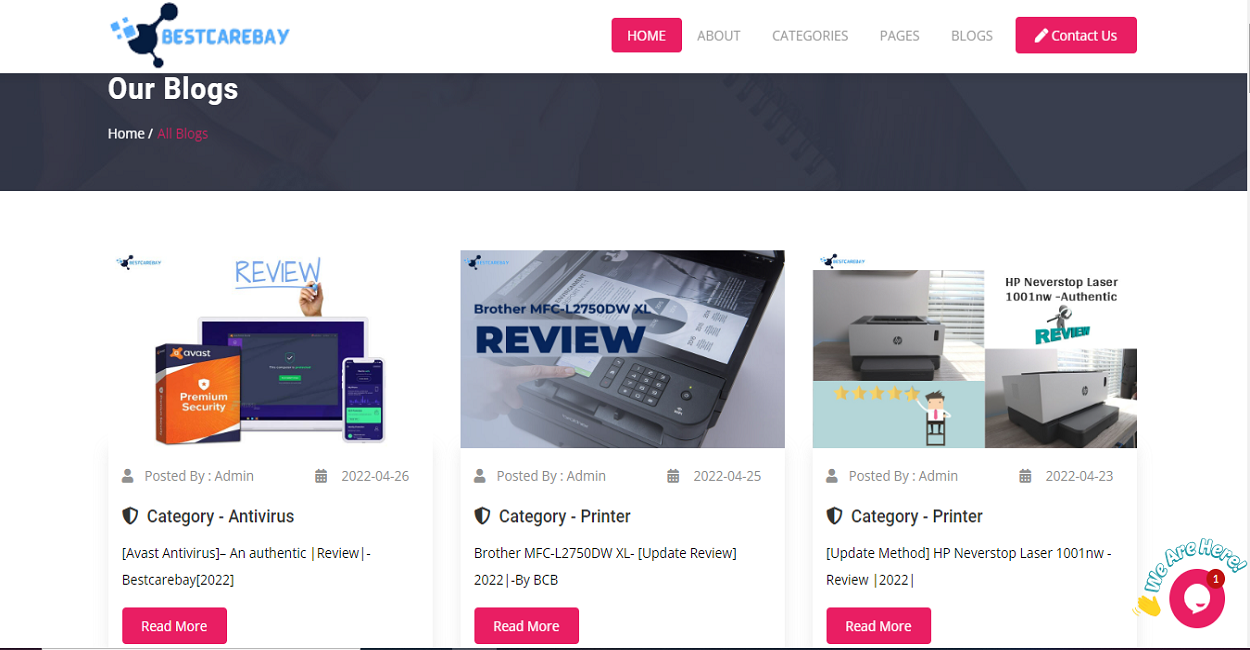 BESTCAREBAY
HOME
ABOUT
CATEGORIES
PAGES
BLOGS
Contact Us
Our Blogs
Home / All Blogs
BESTCAREBAY
REVIEW
avast
Premium
Security
Posted By : Admin
2022-04-26
Category - Antivirus
[Avast Antivirus]– An authentic |Review|-
Bestcarebay[2022]
Read More
BESTCAREBAY
Brother MFC-L2750DW XL
REVIEW
Posted By : Admin
2022-04-25
Category - Printer
Brother MFC-L2750DW XL- [Update Review]
2022|-By BCB
Read More
BESTCAREBAY
HP Neverstop Laser
1001nw -Authentic
REVIEW
hp
Posted By : Admin
2022-04-23
Category - Printer
[Update Method] HP Neverstop Laser 1001nw -
Review |2022|
Read More
We Are Here!
1